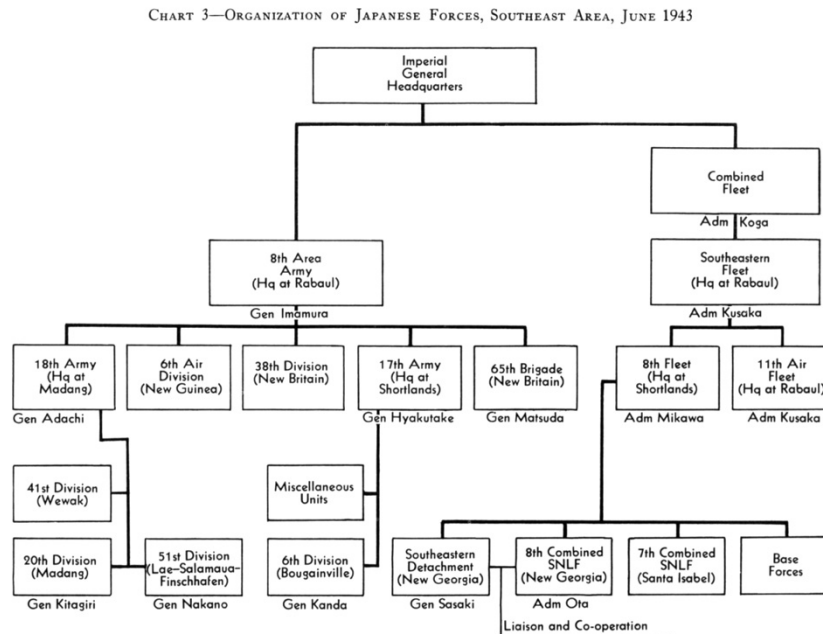 CHART 3—ORGANIZATION OF JAPANESE FORCES, SOUTHEAST AREA, JUNE 1943
Imperial
General
Headquarters
Combined
Fleet
Adm Koga
8th Area
Army
(Hq at Rabaul)
Gen Imamura
Southeastern
Fleet
(Hq at Rabaul)
Adm Kusaka
18th Army
(Hq at
Madang)
Gen Adachi
6th Air
Division
(New Guinea)
38th Division
(New Britain)
17th Army
(Hq at
Shortlands)
Gen Hyakutake
65th Brigade
(New Britain)
Gen Matsuda
8th Fleet
(Hq at
Shortlands)
Adm Mikawa
11th Air
Fleet
(Hq at Rabaul)
Adm Kusaka
41st Division
(Wewak)
Miscellaneous
Units
20th Division
(Madang)
Gen Kitagiri
51st Division
(Lae–Salamaua–
Finschhafen)
Gen Nakano
6th Division
(Bougainville)
Gen Kanda
Southeastern
Detachment
(New Georgia)
Gen Sasaki
8th Combined
SNLF
(New Georgia)
Adm Ota
7th Combined
SNLF
(Santa Isabel)
Base
Forces
Liaison and Co-operation